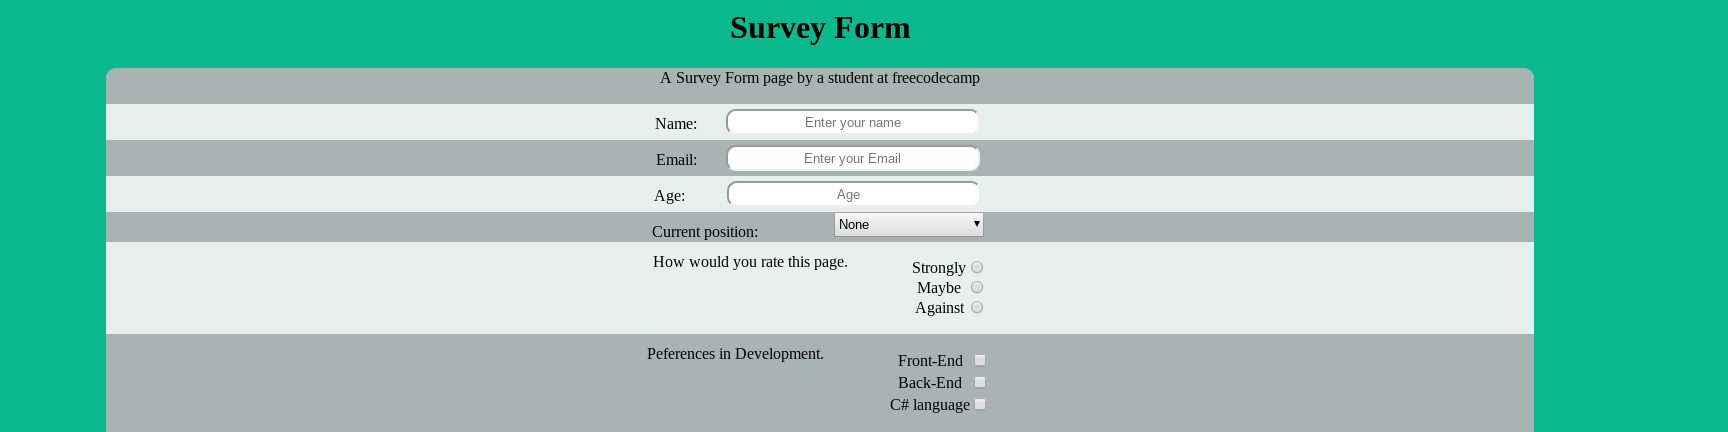 Survey Form
A Survey Form page by a student at freecodecamp
Name: Enter your name
Email: Enter your Email
Age: Age
Current position: None
How would you rate this page.
Strongly
Maybe
Against
Peferences in Development.
Front-End
Back-End
C# language